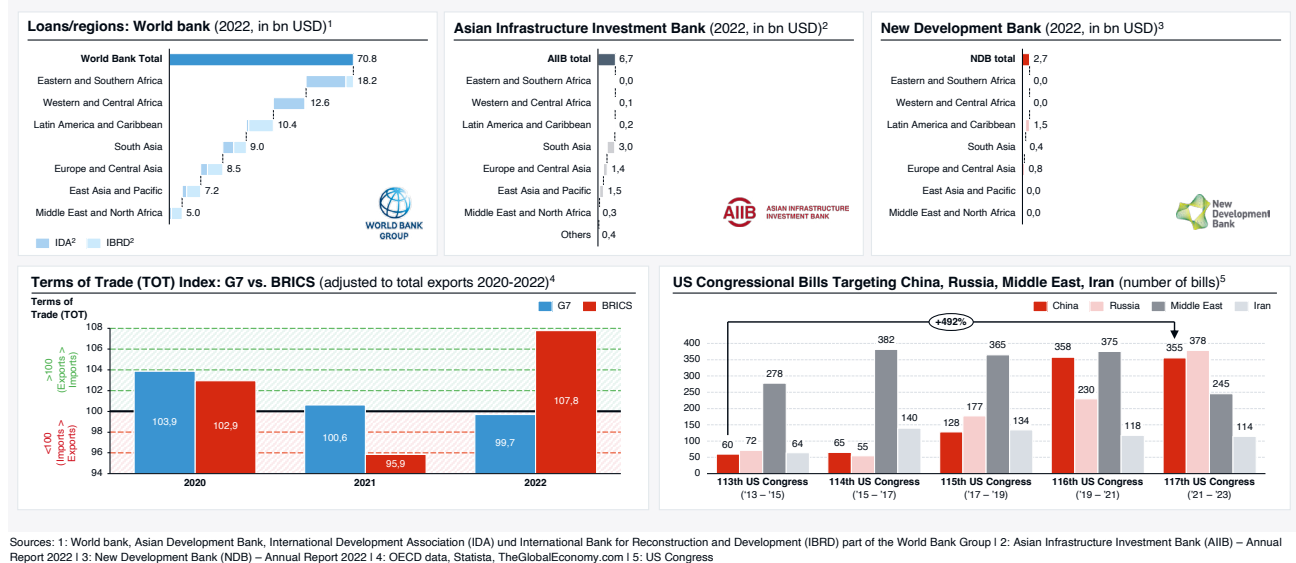 Loans/regions: World bank (2022, in bn USD)1
World Bank Total 70.8
Eastern and Southern Africa 18.2
Western and Central Africa 12.6
Latin America and Caribbean 10.4
South Asia 9.0
Europe and Central Asia 8.5
East Asia and Pacific 7.2
Middle East and North Africa 5.0
IDA2 IBRD2
WORLD BANK
GROUP
Asian Infrastructure Investment Bank (2022, in bn USD)2
AIIB total 6,7
Eastern and Southern Africa 0,0
Western and Central Africa 0,1
Latin America and Caribbean 0,2
South Asia 3,0
Europe and Central Asia 1,4
East Asia and Pacific 1,5
Middle East and North Africa 0,3
Others 0,4
AIIB
ASIAN INFRASTRUCTURE
INVESTMENT BANK
New Development Bank (2022, in bn USD)3
NDB total 2,7
Eastern and Southern Africa 0,0
Western and Central Africa 0,0
Latin America and Caribbean 1,5
South Asia 0,4
Europe and Central Asia 0,8
East Asia and Pacific 0,0
Middle East and North Africa 0,0
New
Development
Bank
Terms of Trade (TOT) Index: G7 vs. BRICS (adjusted to total exports 2020-2022)4
Terms of
Trade (TOT)
G7 BRICS
108
106
104
102
100
98
96
94
>100
(Exports >
Imports)
<100
(Imports >
Exports)
103,9 102,9
100,6 95,9
99,7 107,8
2020 2021 2022
US Congressional Bills Targeting China, Russia, Middle East, Iran (number of bills)5
China Russia Middle East Iran
+492%
400
350
300
250
200
150
100
50
0
60 72 278 64
65 55 382 140
128 177 365 134
358 230 375 118
355 378 245 114
113th US Congress
('13 – '15)
114th US Congress
('15 – '17)
115th US Congress
('17 – '19)
116th US Congress
('19 – '21)
117th US Congress
('21 – '23)
Sources: 1: World bank, Asian Development Bank, International Development Association (IDA) und International Bank for Reconstruction and Development (IBRD) part of the World Bank Group | 2: Asian Infrastructure Investment Bank (AIIB) – Annual
Report 2022 | 3: New Development Bank (NDB) – Annual Report 2022 | 4: OECD data, Statista, TheGlobalEconomy.com | 5: US Congress